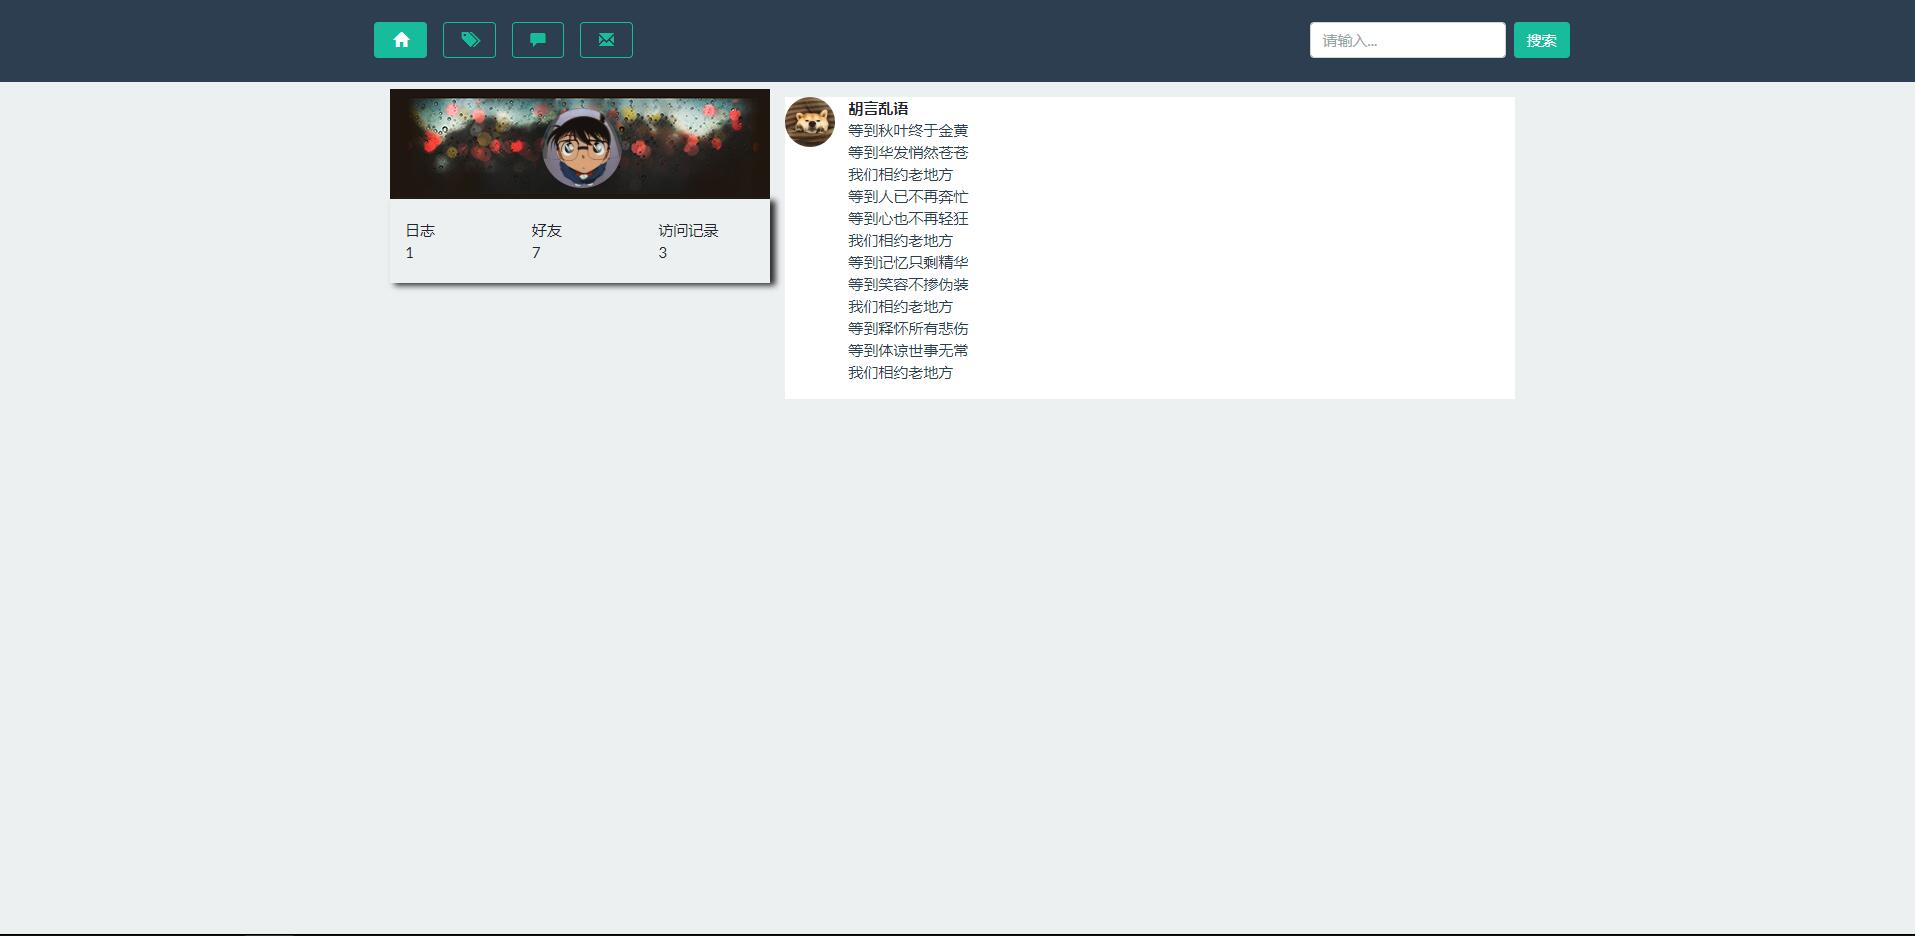 请输入...
搜索
日志
好友
访问记录
1
7
3
胡言乱语
等到秋叶终于金黄
等到华发悄然苍苍
我们相约老地方
等到人已不再奔忙
等到心也不再轻狂
我们相约老地方
等到记忆只剩精华
等到笑容不掺伪装
我们相约老地方
等到释怀所有悲伤
等到体谅世事无常
我们相约老地方